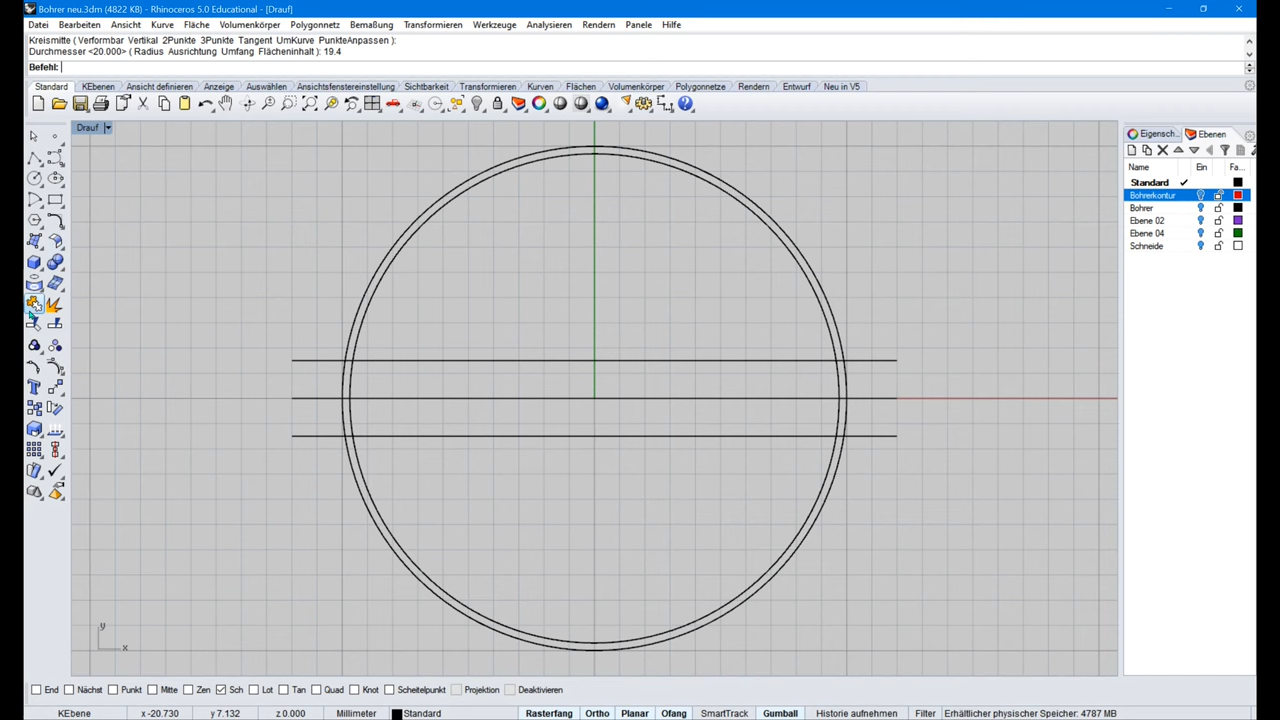 Bohrer neu.3dm (4822 KB) - Rhinoceros 5.0 Educational - [Drauf]
Datei Bearbeiten Ansicht Kurve Fläche Volumenkörper Polygonnetz Bemaßung Transformieren Werkzeuge Analysieren Rendern Panele Hilfe
Kreismitte ( Verformbar Vertikal 2Punkte 3Punkte Tangent UmKurve PunkteAnpassen ):
Durchmesser <20.000> ( Radius Ausrichtung Umfang Flächeninhalt ): 19.4
Befehl:
Standard KEbenen Ansicht definieren Anzeige Auswählen Ansichtsfenstereinstellung Sichtbarkeit Transformieren Kurven Flächen Volumenkörper Polygonnetze Rendern Entwurf Neu in V5
Drauf
Eigensch... Ebenen
Name Ein Fa...
Standard
Bohrerkontur
Bohrer
Ebene 02
Ebene 04
Schneide
y
x
End Nächst Punkt Mitte Zen Sch Lot Tan Quad Knot Scheitelpunkt Projektion Deaktivieren
KEbene x -20.730 y 7.132 z 0.000 Millimeter Standard Rasterfang Ortho Planar Ofang SmartTrack Gumball Historie aufnehmen Filter Erhältlicher physischer Speicher: 4787 MB